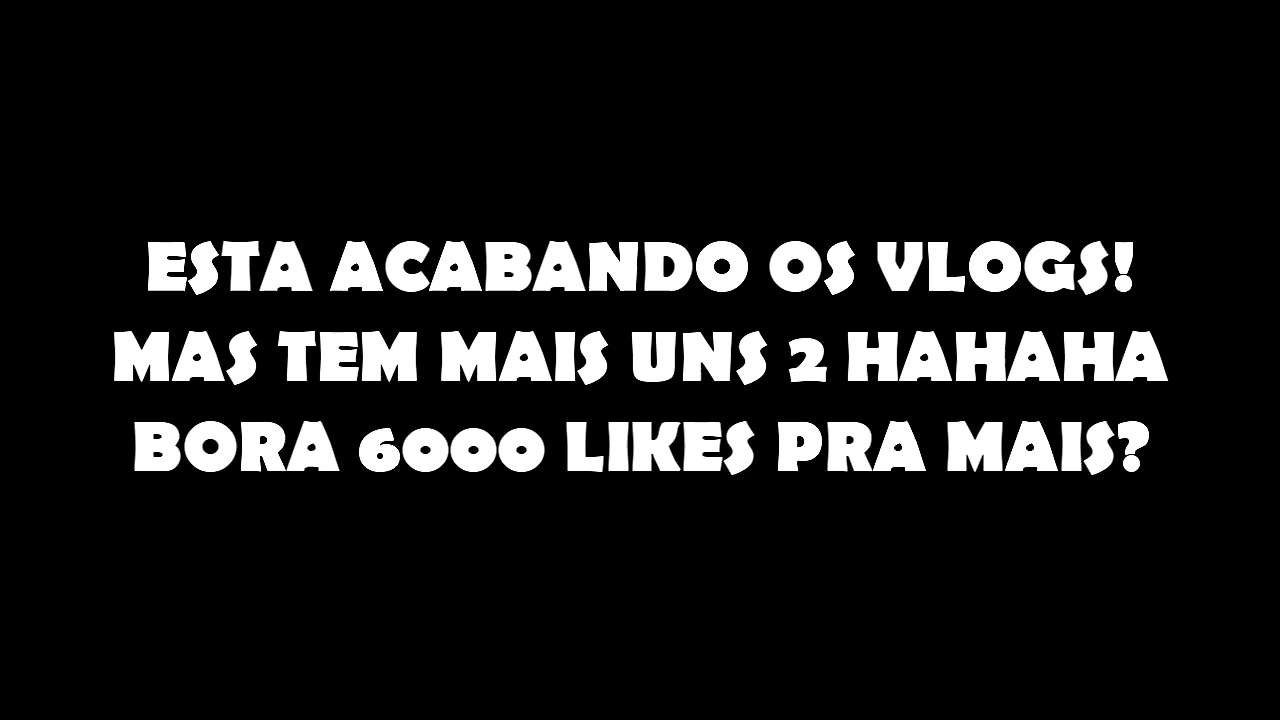 ESTA ACABANDO OS VLOGS!
MAS TEM MAIS UNS 2 HAHAHA
BORA 6000 LIKES PRA MAIS?